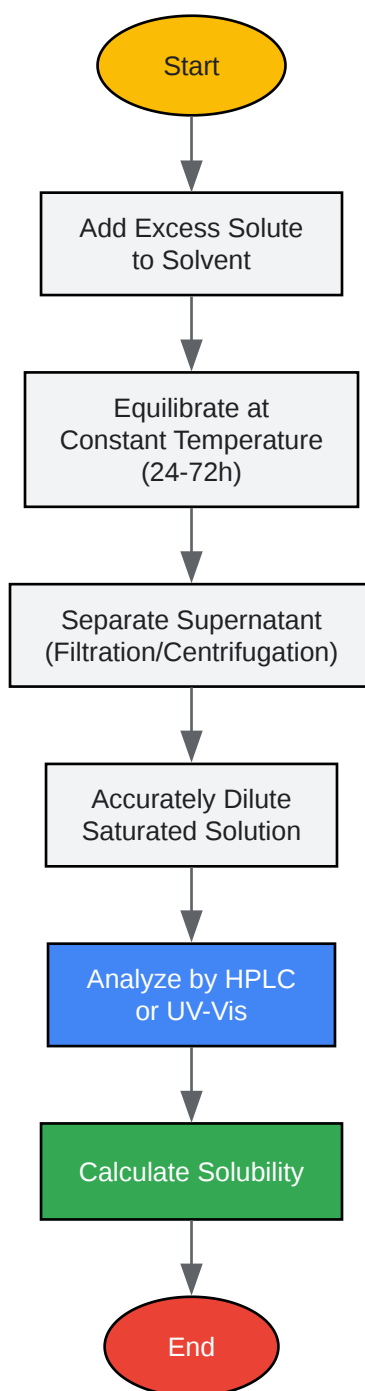 Start
Add Excess Solute
to Solvent
Equilibrate at
Constant Temperature
(24-72h)
Separate Supernatant
(Filtration/Centrifugation)
Accurately Dilute
Saturated Solution
Analyze by HPLC
or UV-Vis
Calculate Solubility
End